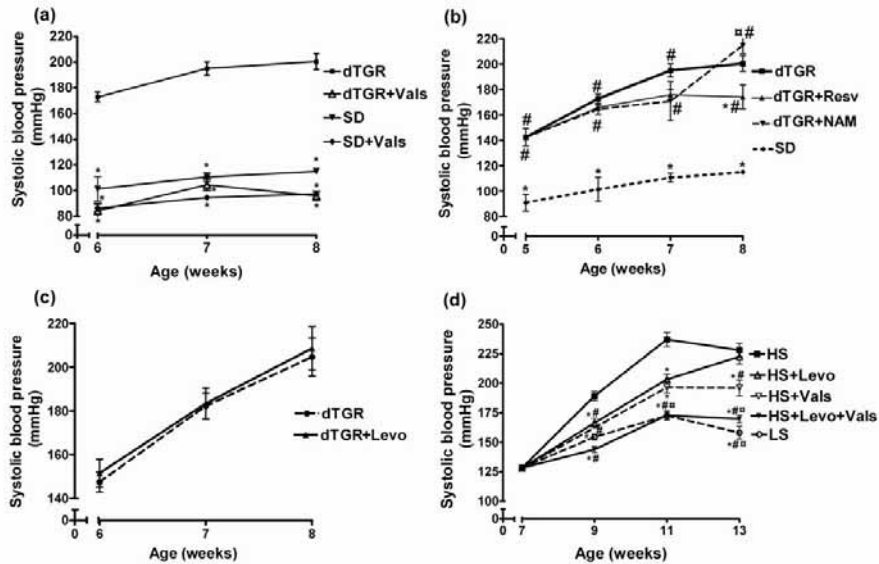 (a)
Systolic blood pressure
(mmHg)
220
200
180
160
140
120
100
80
0
0
6
7
8
Age (weeks)
dTGR
dTGR+Vals
SD
SD+Vals
*
*
*
*
*
*
*
*
*
(b)
Systolic blood pressure
(mmHg)
220
200
180
160
140
120
100
80
0
0
5
6
7
8
Age (weeks)
dTGR
dTGR+Resv
dTGR+NAM
SD
#
#
#
#
#
#
¤#
*#
*
*
*
*
(c)
Systolic blood pressure
(mmHg)
220
200
180
160
140
0
0
6
7
8
Age (weeks)
dTGR
dTGR+Levo
(d)
Systolic blood pressure
(mmHg)
250
225
200
175
150
125
100
0
0
7
9
11
13
Age (weeks)
HS
HS+Levo
HS+Vals
HS+Levo+Vals
LS
*#
*#
*
*
*#¤
*#
*#¤
*#¤